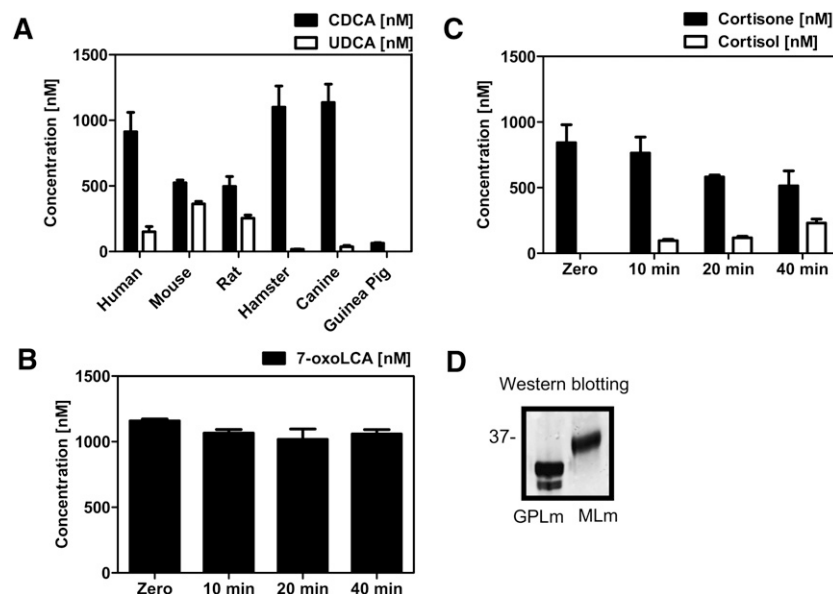 A
CDCA [nM]
UDCA [nM]
Concentration [nM]
1500
1000
500
0
Human
Mouse
Rat
Hamster
Canine
Guinea Pig
B
7-oxoLCA [nM]
Concentration [nM]
1500
1000
500
0
Zero
10 min
20 min
40 min
C
Cortisone [nM]
Cortisol [nM]
Concentration [nM]
1500
1000
500
0
Zero
10 min
20 min
40 min
D
Western blotting
37-
GPLm
MLm